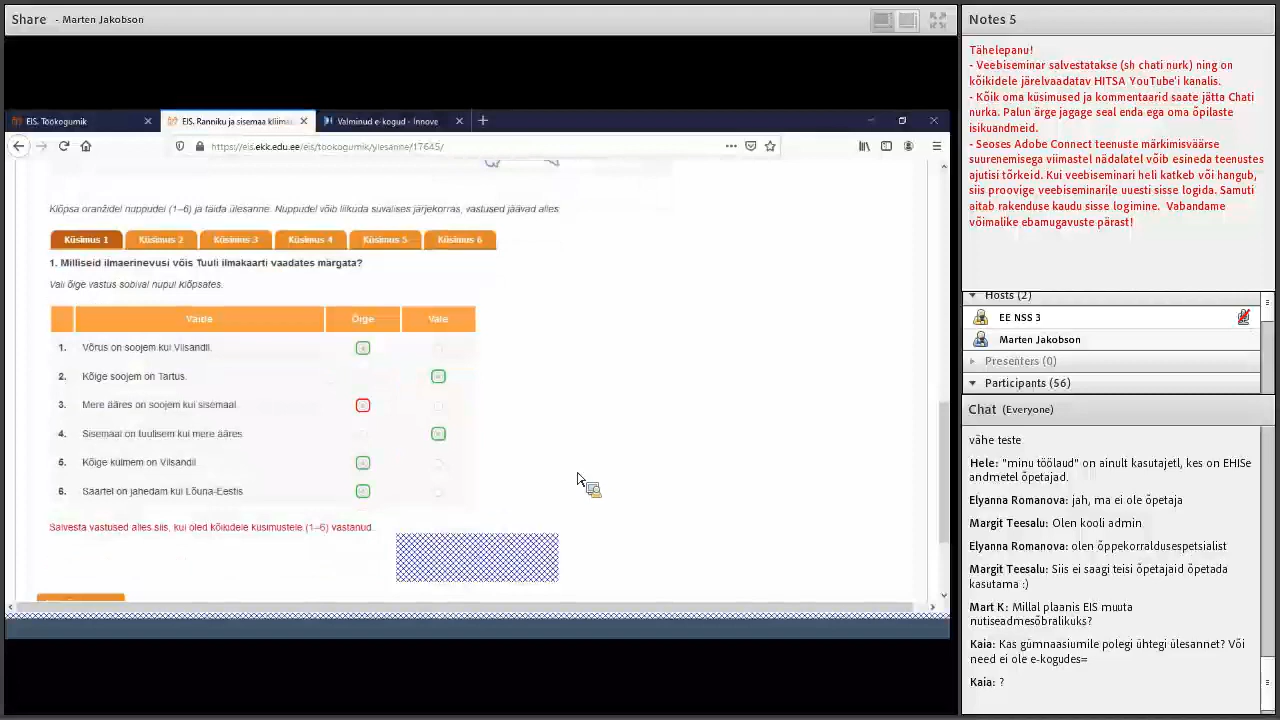 Share - Marten Jakobson
EIS. Töökogumik
EIS. Ranniku ja sisemaa kliima
Valminud e-kogud - Innove
https://eis.ekk.edu.ee/eis/tookogumik/ylesanne/17645/
Klõpsa oranžidel nuppudel (1–6) ja täida ülesanne. Nuppudel võib liikuda suvalises järjekorras, vastused jäävad alles
Küsimus 1
Küsimus 2
Küsimus 3
Küsimus 4
Küsimus 5
Küsimus 6
1. Milliseid ilmaerinevusi võis Tuuli ilmakaarti vaadates märgata?
Vali õige vastus sobival nupul klõpsates.
Väide Õige Vale
1. Võrus on soojem kui Vilsandil.
2. Kõige soojem on Tartus.
3. Mere ääres on soojem kui sisemaal.
4. Sisemaal on tuulisem kui mere ääres
5. Kõige külmem on Vilsandil
6. Saartel on jahedam kui Lõuna-Eestis
Salvesta vastused alles siis, kui oled kõikidele küsimustele (1–6) vastanud.
Notes 5
Tähelepanu!
- Veebiseminar salvestatakse (sh chati nurk) ning on
kõikidele järelvaadatav HITSA YouTube'i kanalis.
- Kõik oma küsimused ja kommentaarid saate jätta Chati
nurka. Palun ärge jagage seal enda ega oma õpilaste
isikuandmeid.
- Seoses Adobe Connect teenuste märkimisväärse
suurenemisega viimastel nädalatel võib esineda teenustes
ajutisi tõrkeid. Kui veebiseminari heli katkeb või hangub,
siis proovige veebiseminarile uuesti sisse logida. Samuti
aitab rakenduse kaudu sisse logimine. Vabandame
võimalike ebamugavuste pärast!
Hosts (2)
EE NSS 3
Marten Jakobson
Presenters (0)
Participants (56)
Chat (Everyone)
vähe teste
Hele: "minu töölaud" on ainult kasutajetl, kes on EHISe
andmetel õpetajad.
Elyanna Romanova: jah, ma ei ole õpetaja
Margit Teesalu: Olen kooli admin
Elyanna Romanova: olen õppekorraldusespetsialist
Margit Teesalu: Siis ei saagi teisi õpetajaid õpetada
kasutama :)
Mart K: Millal plaanis EIS muuta
nutiseadmesõbralikuks?
Kaia: Kas gümnaasiumile polegi ühtegi ülesannet? Või
need ei ole e-kogudes=
Kaia: ?